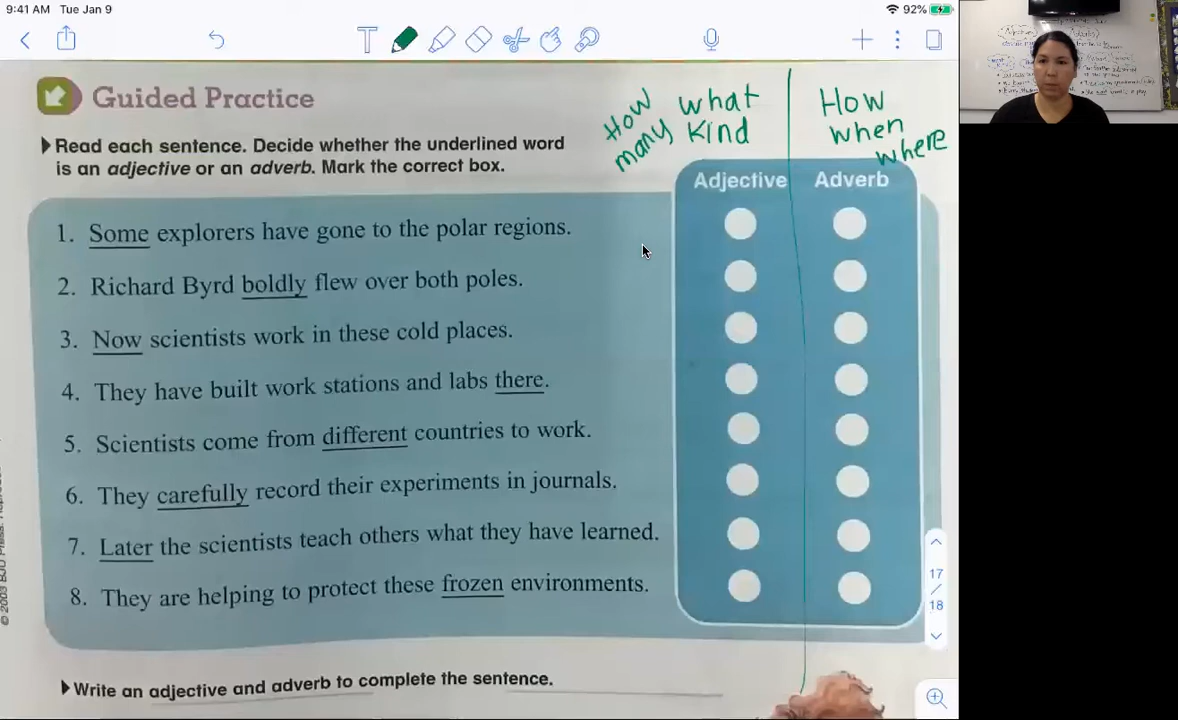 9:41 AM Tue Jan 9
92%
Guided Practice
How many
what kind
How
when
where
Read each sentence. Decide whether the underlined word
is an adjective or an adverb. Mark the correct box.
Adjective Adverb
1. Some explorers have gone to the polar regions.
2. Richard Byrd boldly flew over both poles.
3. Now scientists work in these cold places.
4. They have built work stations and labs there.
5. Scientists come from different countries to work.
6. They carefully record their experiments in journals.
7. Later the scientists teach others what they have learned.
8. They are helping to protect these frozen environments.
17
/
18
Write an adjective and adverb to complete the sentence.